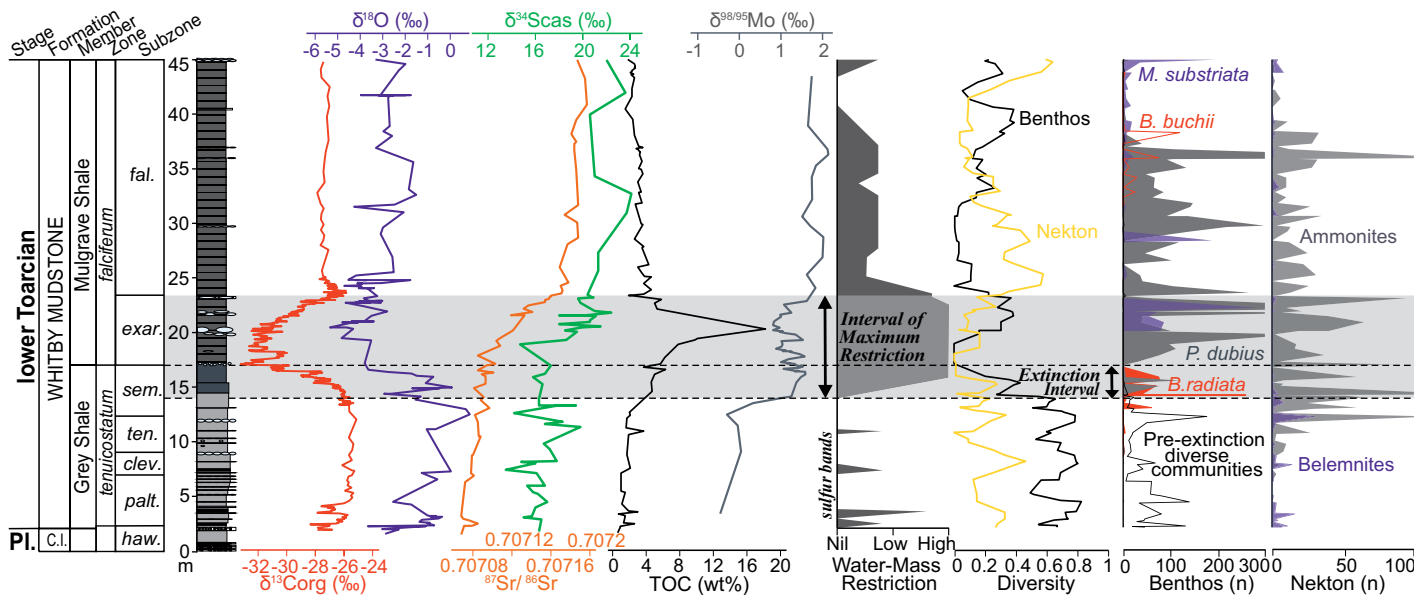 Stage
Formation
Member
Zone
Subzone
δ¹⁸O (‰)
-6 -5 -4 -3 -2 -1 0
δ³⁴Scas (‰)
12 16 20 24
δ⁹⁸/⁹⁵Mo (‰)
-1 0 1 2
lower Toarcian
Pl.
WHITBY MUDSTONE
C.I.
Mulgrave Shale
Grey Shale
falciferum
tenuicostatum
fal.
exar.
sem.
ten.
clev.
palt.
haw.
45
40
35
30
25
20
15
10
5
0
m
Benthos
Nekton
M. substriata
B. buchii
Ammonites
Interval of
Maximum
Restriction
P. dubius
Extinction
Interval
B.radiata
Pre-extinction
diverse
communities
Belemnites
sulfur bands
-32 -30 -28 -26 -24
δ¹³Corg (‰)
0.70712 0.7072
0.70708 0.70716
⁸⁷Sr/ ⁸⁶Sr
0 4 8 12 16 20
TOC (wt%)
Nil Low High
Water-Mass
Restriction
0 0.2 0.4 0.6 0.8 1
Diversity
0 100 200 300
Benthos (n)
0 50 100
Nekton (n)